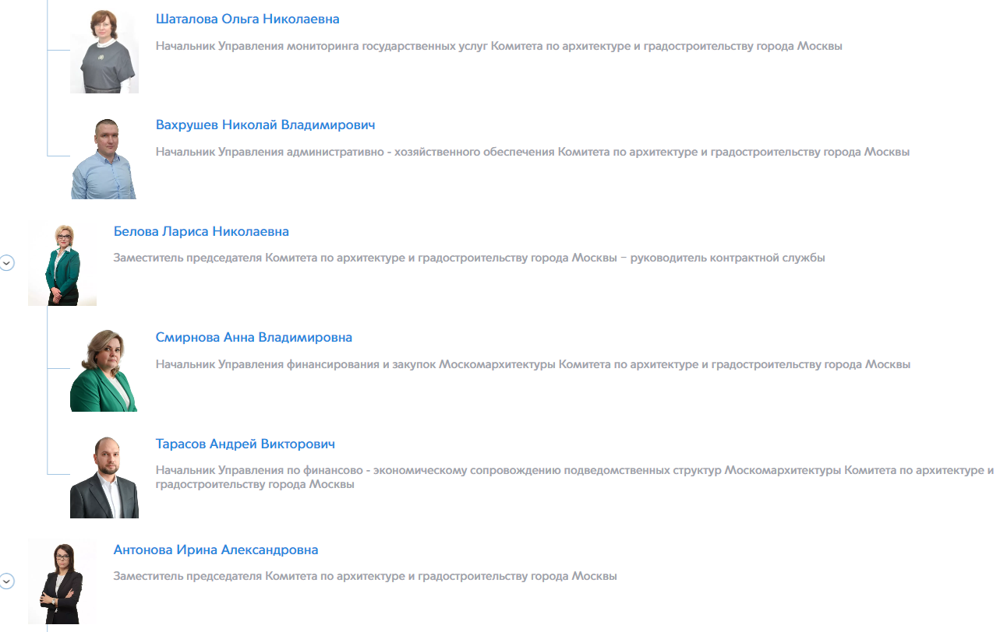 Шаталова Ольга Николаевна
Начальник Управления мониторинга государственных услуг Комитета по архитектуре и градостроительству города Москвы
Вахрушев Николай Владимирович
Начальник Управления административно - хозяйственного обеспечения Комитета по архитектуре и градостроительству города Москвы
Белова Лариса Николаевна
Заместитель председателя Комитета по архитектуре и градостроительству города Москвы – руководитель контрактной службы
Смирнова Анна Владимировна
Начальник Управления финансирования и закупок Москомархитектуры Комитета по архитектуре и градостроительству города Москвы
Тарасов Андрей Викторович
Начальник Управления по финансово - экономическому сопровождению подведомственных структур Москомархитектуры Комитета по архитектуре и
градостроительству города Москвы
Антонова Ирина Александровна
Заместитель председателя Комитета по архитектуре и градостроительству города Москвы